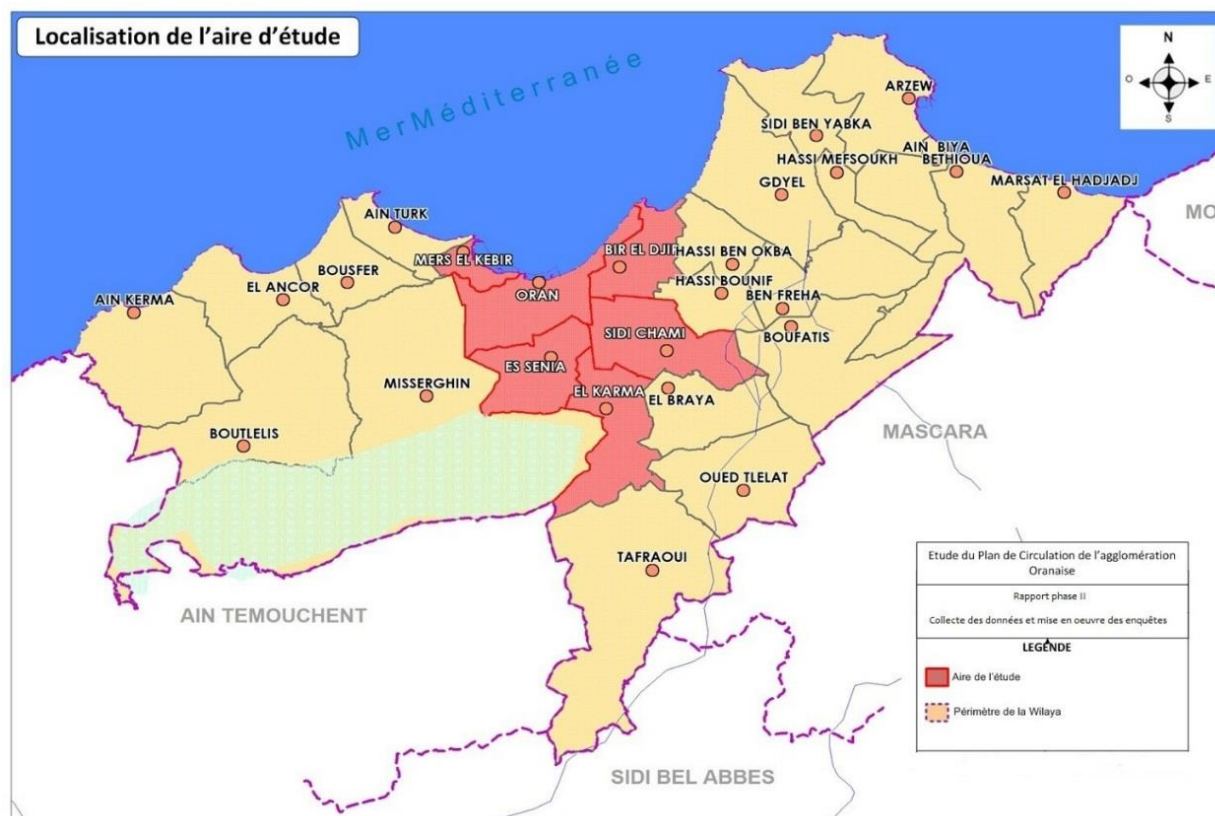 Localisation de l'aire d'étude
Mer Méditerranée
N
O
E
S
ARZEW
SIDI BEN YABKA
AIN BIYA
BETHIOUA
HASSI MEFSOUKH
GDYEL
MARSAT EL HADJADJ
MO
AIN TURK
MERS EL KEBIR
BIR EL DJIR
HASSI BEN OKBA
BOUSFER
EL ANCOR
ORAN
HASSI BOUNIF
AIN KERMA
BEN FREHA
BOUFATIS
SIDI CHAMI
ES SENIA
MISSERGHIN
EL KARMA
EL BRAYA
BOUTLELIS
MASCARA
OUED TLELAT
TAFRAOUI
AIN TEMOUCHENT
SIDI BEL ABBES
Etude du Plan de Circulation de l'agglomération
Oranaise
Rapport phase II
Collecte des données et mise en oeuvre des enquêtes
LEGENDE
Aire de l'étude
Périmètre de la Wilaya